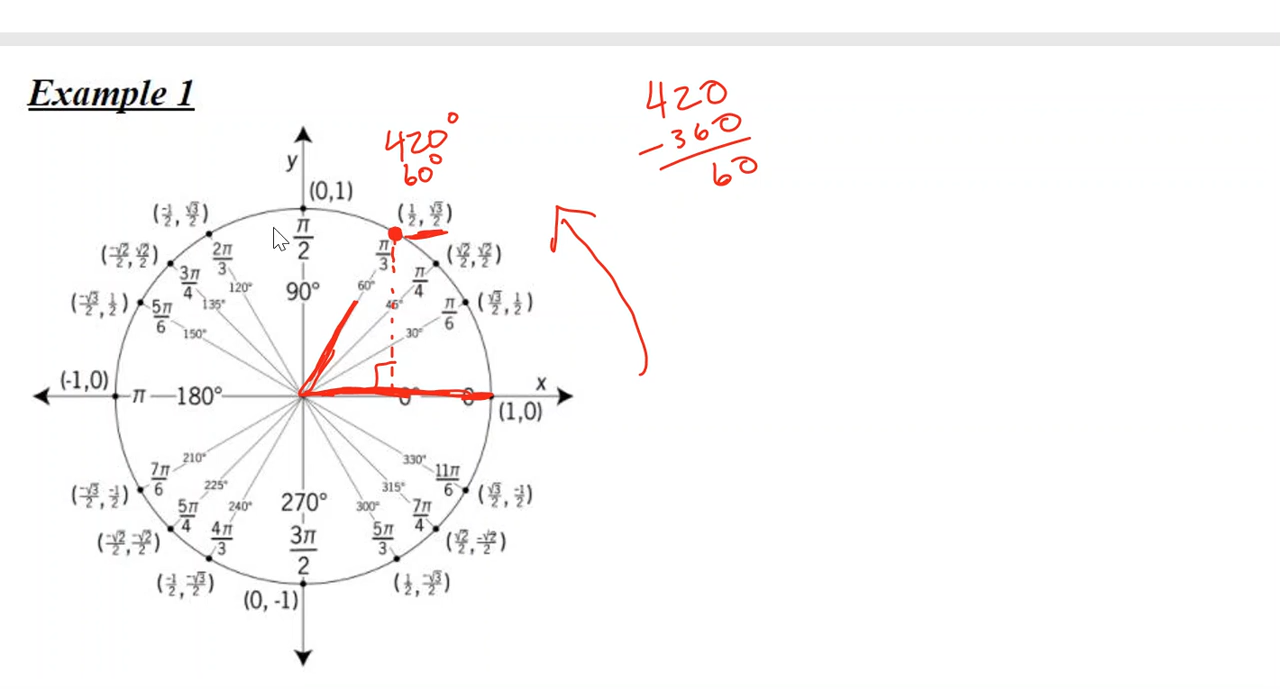 Example 1
420
-360
60
420°
60°
y
(0,1)
(-1/2, √3/2)
π/2
(1/2, √3/2)
(-√2/2, √2/2)
2π/3
π/3
(√2/2, √2/2)
3π/4
120°
90°
60°
π/4
(-√3/2, 1/2)
5π/6
135°
45°
π/6
(√3/2, 1/2)
150°
30°
(-1,0)
π
180°
x
(1,0)
210°
330°
7π/6
225°
315°
11π/6
(-√3/2, -1/2)
(√3/2, -1/2)
5π/4
240°
270°
300°
7π/4
(-√2/2, -√2/2)
4π/3
3π/2
5π/3
(√2/2, -√2/2)
(-1/2, -√3/2)
(1/2, -√3/2)
(0, -1)